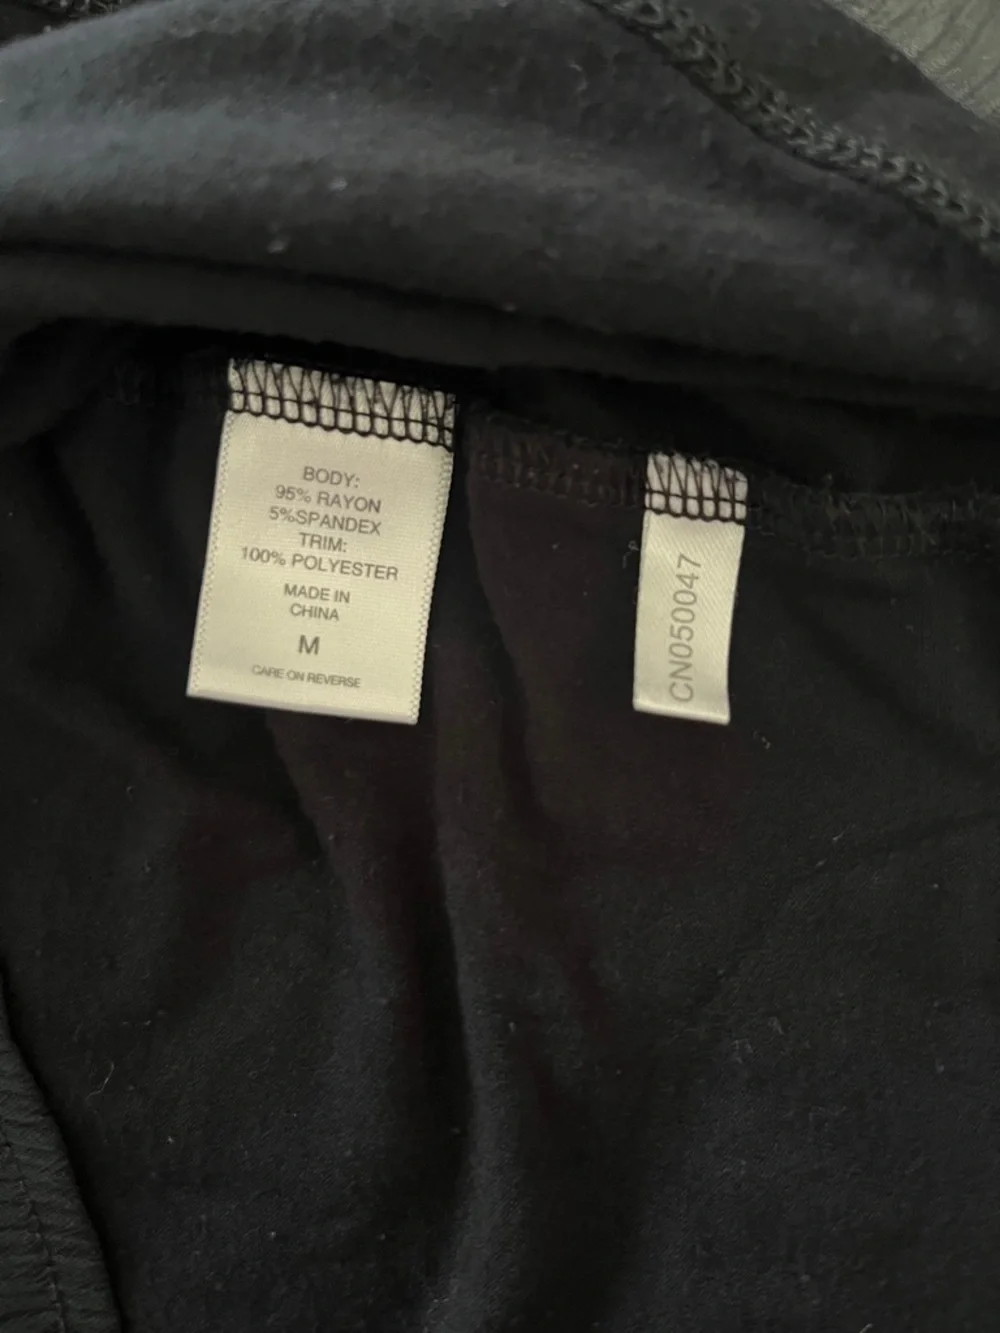 BODY:
95% RAYON
5%SPANDEX
TRIM:
100% POLYESTER
MADE IN
CHINA
M
CARE ON REVERSE
CN050047